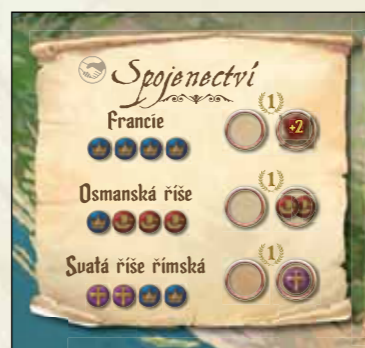 Spojenectví
1
Francie
+2
1
Osmanská říše
1
Svatá říše římská